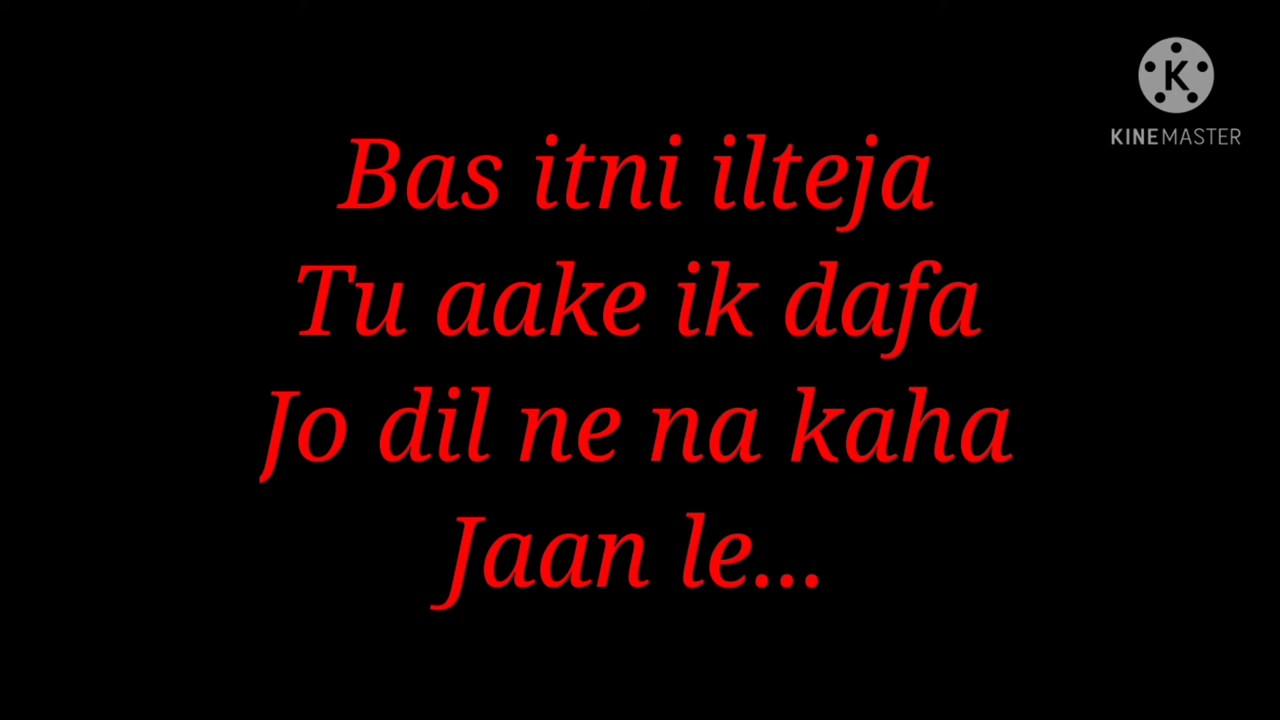 K
KINEMASTER
Bas itni ilteja
Tu aake ik dafa
Jo dil ne na kaha
Jaan le...